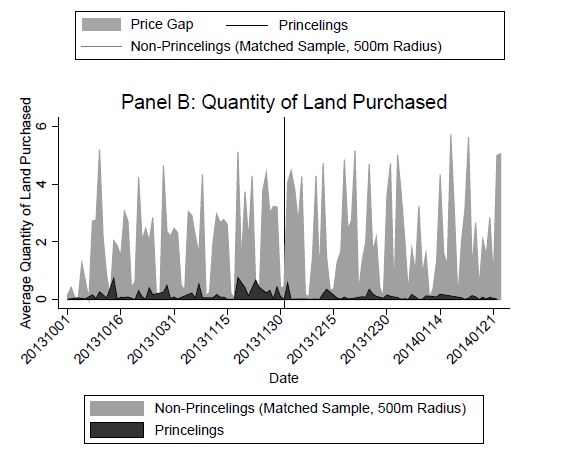 Price Gap
Princelings
Non-Princelings (Matched Sample, 500m Radius)
Panel B: Quantity of Land Purchased
Average Quantity of Land Purchased
6
4
2
0
20131001
20131016
20131031
20131115
20131130
20131215
20131230
20140114
20140121
Date
Non-Princelings (Matched Sample, 500m Radius)
Princelings